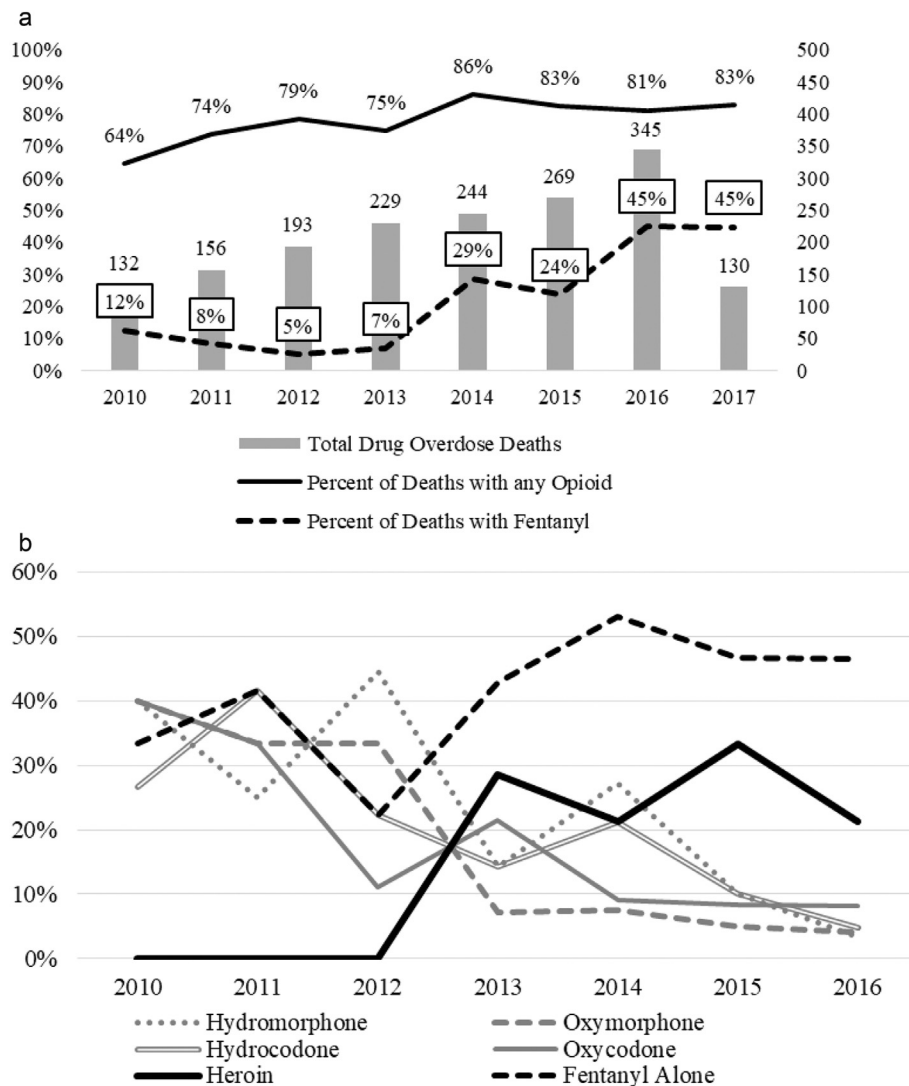 a
100% 500
90% 450
80% 400
70% 350
60% 300
50% 250
40% 200
30% 150
20% 100
10% 50
0% 0
64% 74% 79% 75% 86% 83% 81% 83%
132 156 193 229 244 269 345 130
12% 8% 5% 7% 29% 24% 45% 45%
2010 2011 2012 2013 2014 2015 2016 2017
Total Drug Overdose Deaths
Percent of Deaths with any Opioid
Percent of Deaths with Fentanyl
b
60%
50%
40%
30%
20%
10%
0%
2010 2011 2012 2013 2014 2015 2016
Hydromorphone Oxymorphone
Hydrocodone Oxycodone
Heroin Fentanyl Alone